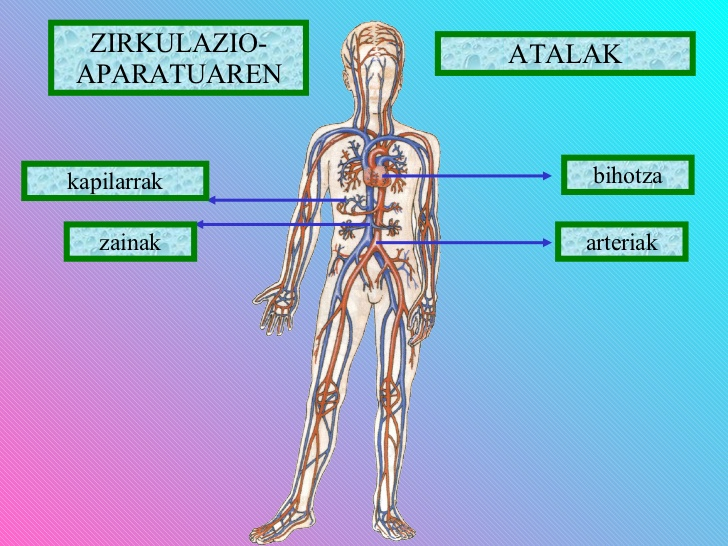 ZIRKULAZIO-
APARATUAREN
ATALAK
kapilarrak
bihotza
zainak
arteriak